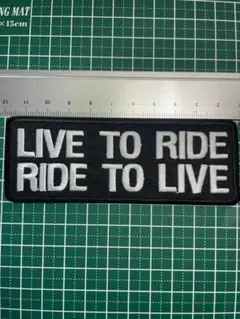 NG MAT
×15cm
LIVE TO RIDE
RIDE TO LIVE